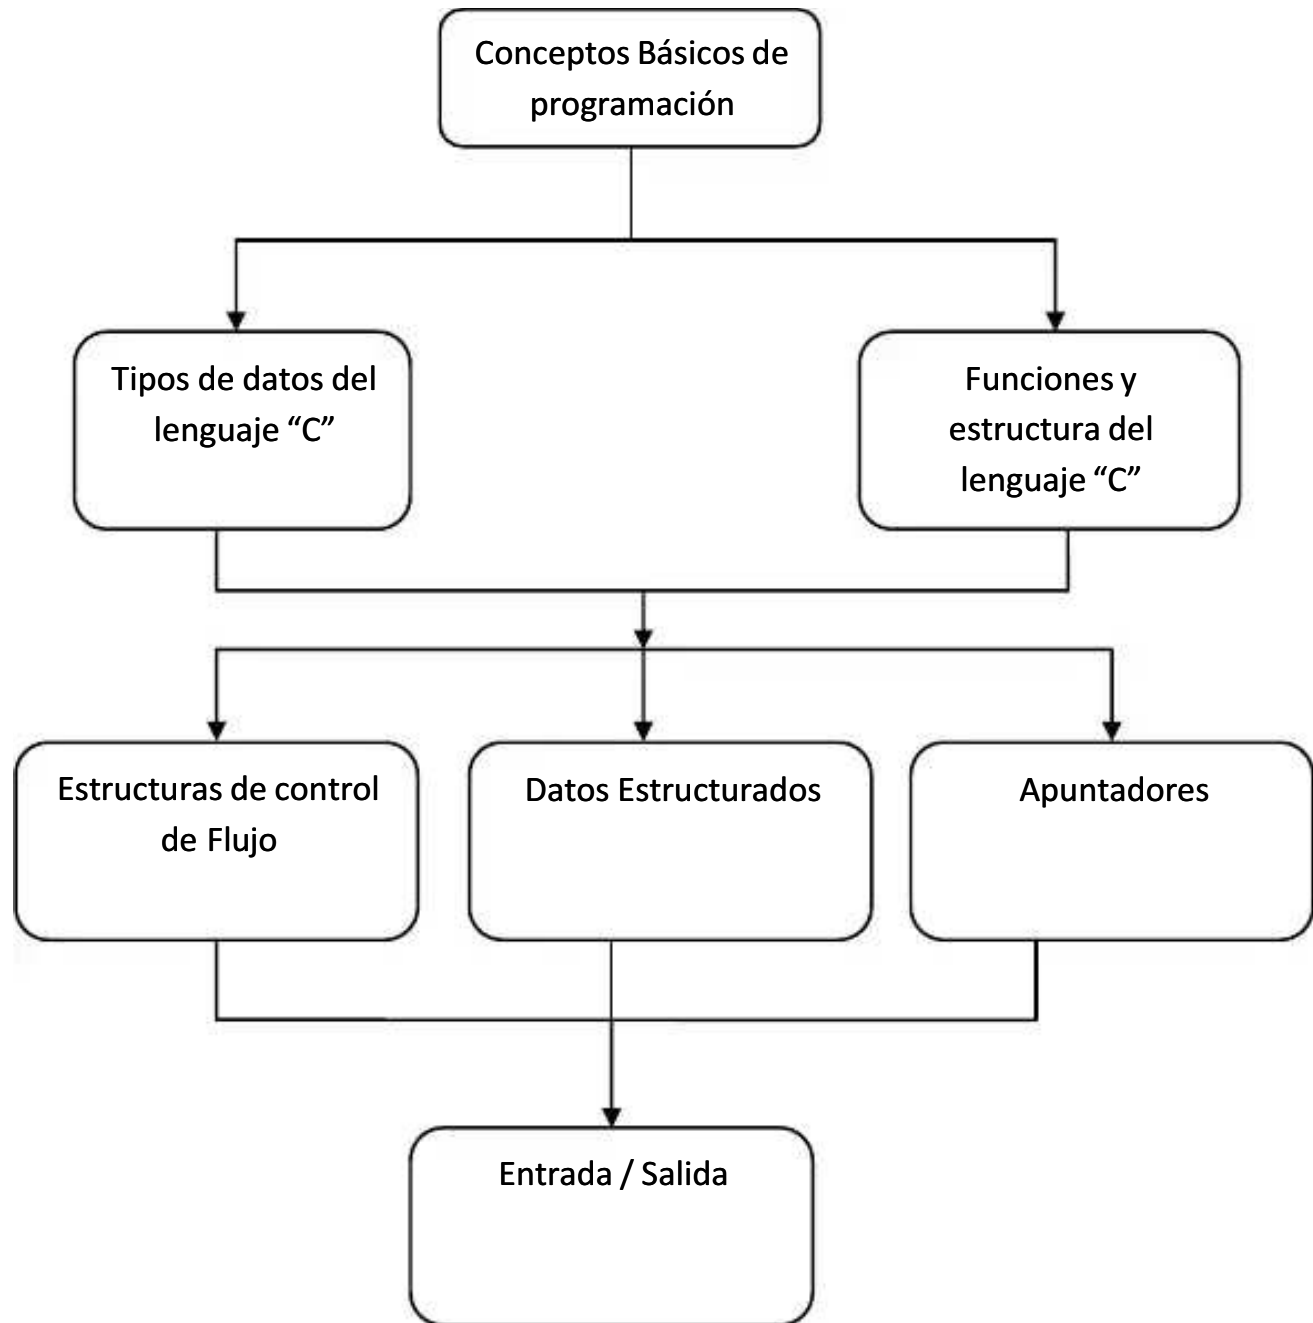 Conceptos Básicos de
programación
Tipos de datos del
lenguaje “C”
Funciones y
estructura del
lenguaje “C”
Estructuras de control
de Flujo
Datos Estructurados
Apuntadores
Entrada / Salida